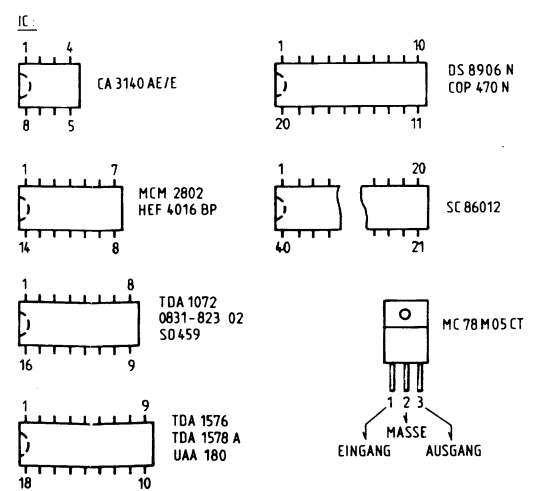 IC:
1 4
CA 3140 AE/E
8 5
1 7
MCM 2802
HEF 4016 BP
14 8
1 8
TDA 1072
0831-823 02
SO 459
16 9
1 9
TDA 1576
TDA 1578 A
UAA 180
18 10
1 10
DS 8906 N
COP 470 N
20 11
1 20
SC 86012
40 21
MC 78 M 05 CT
1 2 3
MASSE
EINGANG AUSGANG